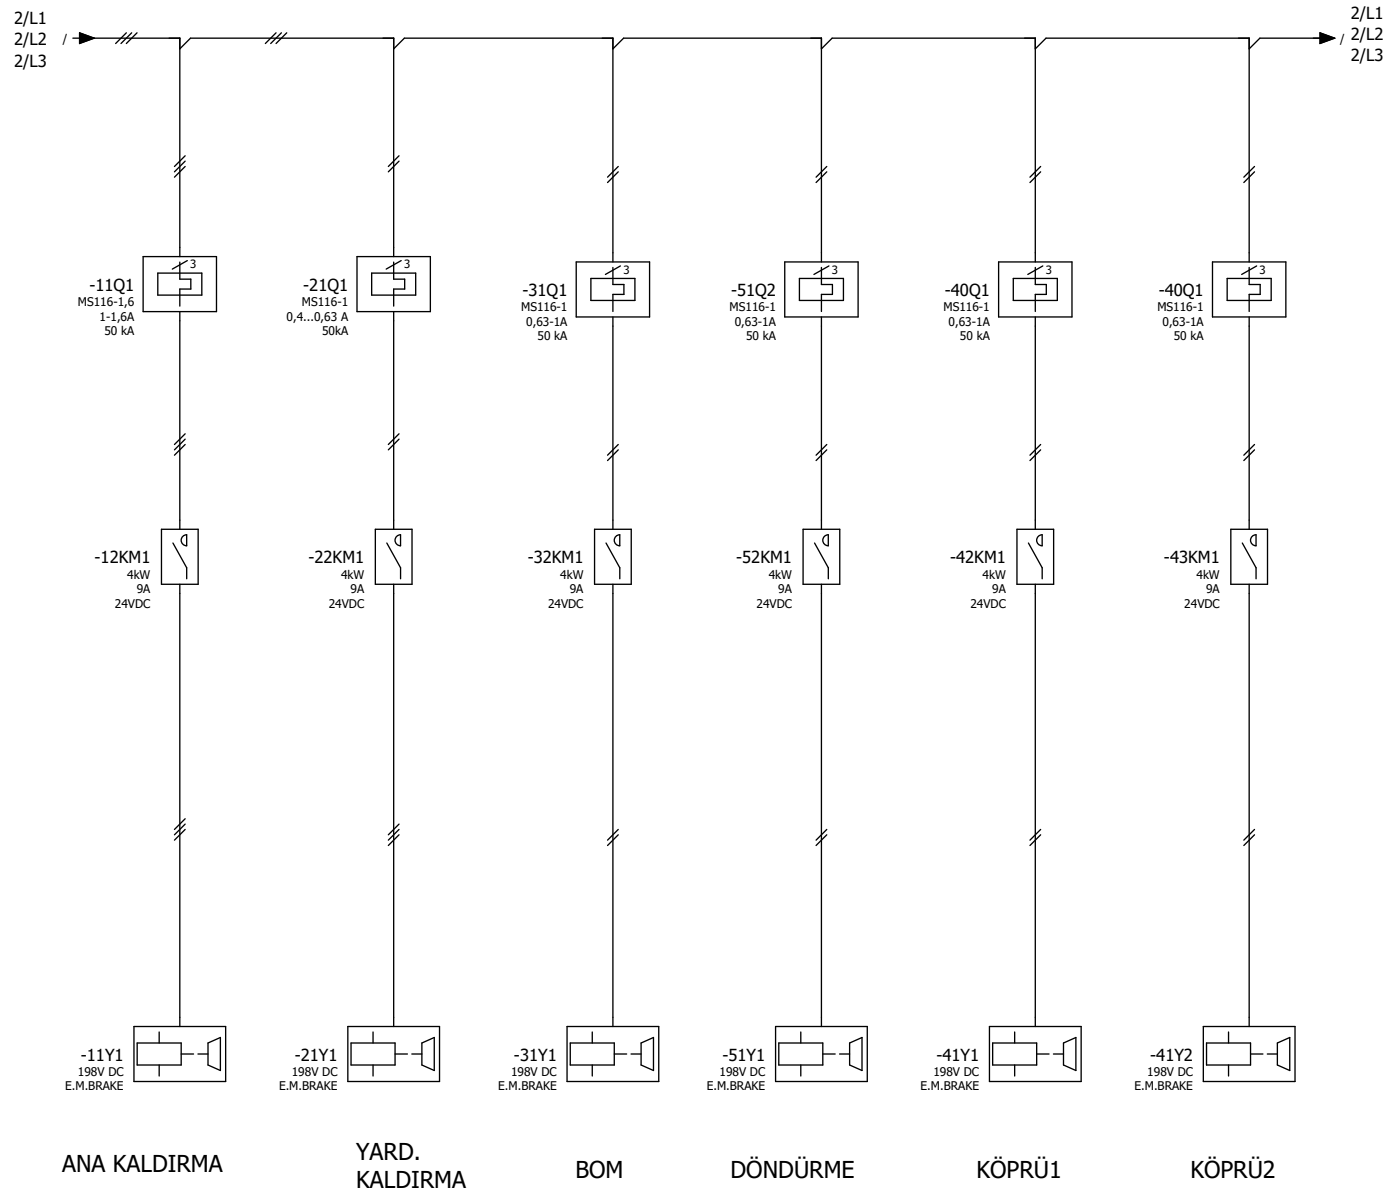 2/L1
2/L2 /
2/L3
2/L1
/ 2/L2
2/L3
3
-11Q1
MS116-1,6
1-1,6A
50 kA
3
-21Q1
MS116-1
0,4...0,63 A
50kA
3
-31Q1
MS116-1
0,63-1A
50 kA
3
-51Q2
MS116-1
0,63-1A
50 kA
3
-40Q1
MS116-1
0,63-1A
50 kA
3
-40Q1
MS116-1
0,63-1A
50 kA
-12KM1
4kW
9A
24VDC
-22KM1
4kW
9A
24VDC
-32KM1
4kW
9A
24VDC
-52KM1
4kW
9A
24VDC
-42KM1
4kW
9A
24VDC
-43KM1
4kW
9A
24VDC
-11Y1
198V DC
E.M.BRAKE
-21Y1
198V DC
E.M.BRAKE
-31Y1
198V DC
E.M.BRAKE
-51Y1
198V DC
E.M.BRAKE
-41Y1
198V DC
E.M.BRAKE
-41Y2
198V DC
E.M.BRAKE
ANA KALDIRMA
YARD.
KALDIRMA
BOM
DÖNDÜRME
KÖPRÜ1
KÖPRÜ2